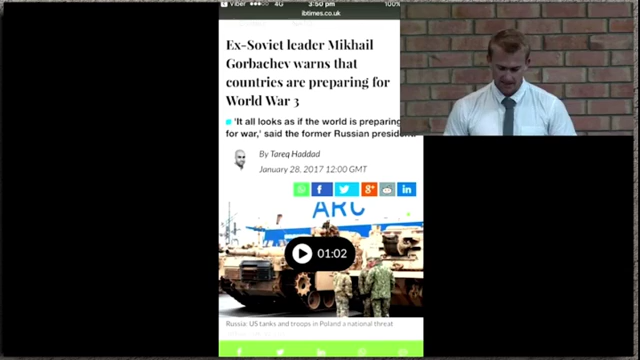 Viber 4G 3:50 pm 100%
ibtimes.co.uk
Ex-Soviet leader Mikhail
Gorbachev warns that
countries are preparing for
World War 3
'It all looks as if the world is preparing
for war,' said the former Russian president.
By Tareq Haddad
January 28, 2017 12:00 GMT
ARC
01:02
Russia: US tanks and troops in Poland a national threat